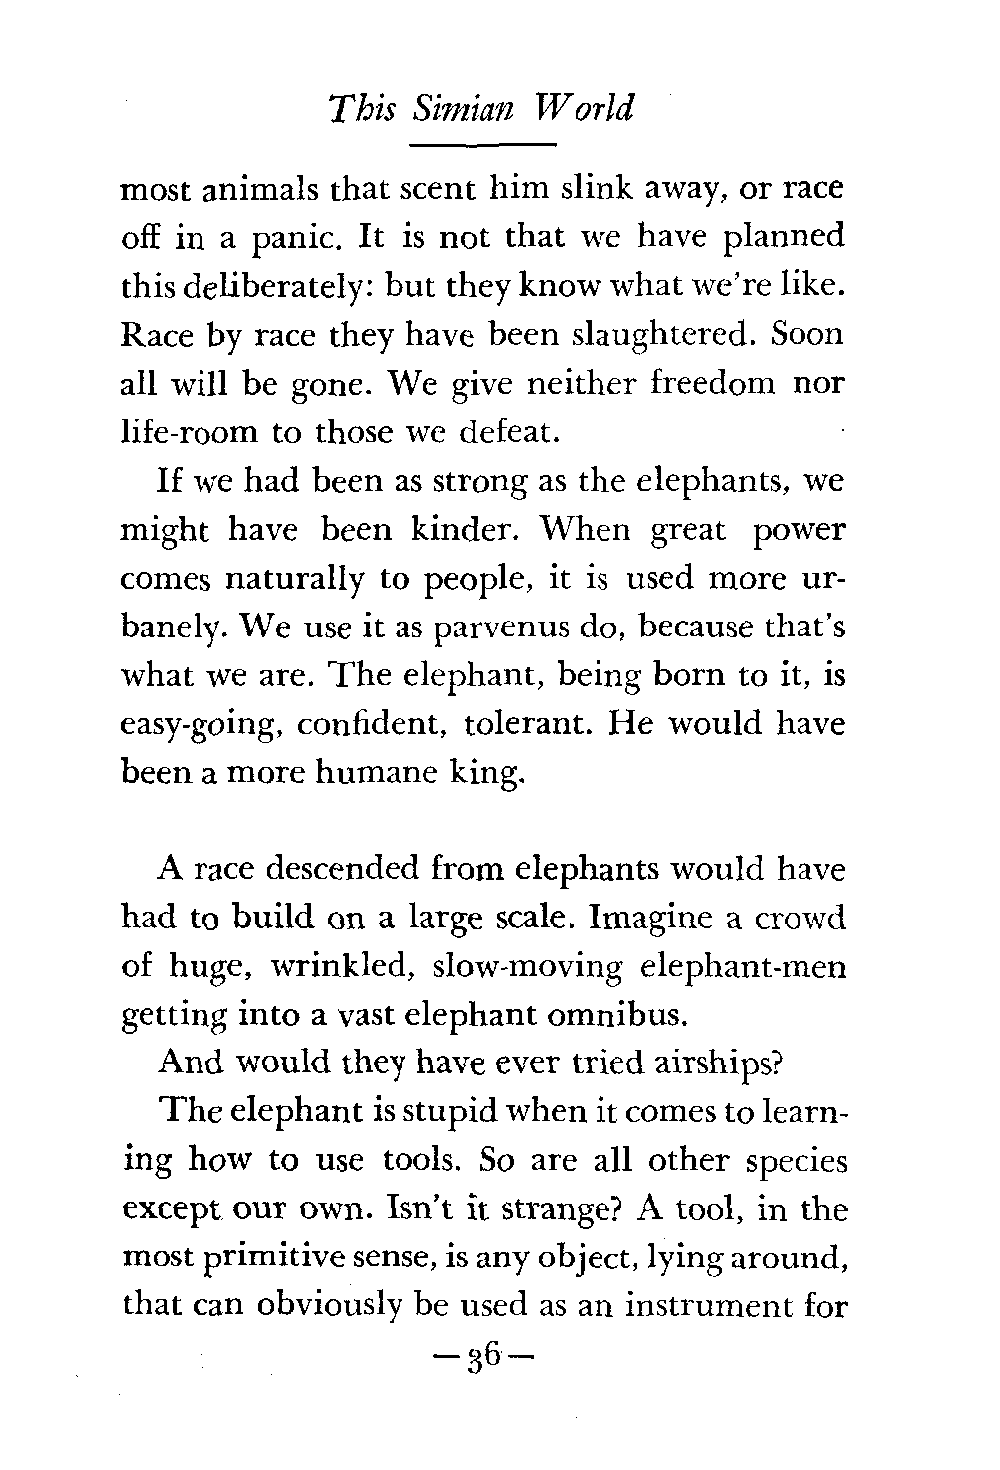 This Simian World
most animals that scent him slink away, or race
off in a panic. It is not that we have planned
this deliberately: but they know what we're like.
Race by race they have been slaughtered. Soon
all will be gone. We give neither freedom nor
life-room to those we defeat.
If we had been as strong as the elephants, we
might have been kinder. When great power
comes naturally to people, it is used more ur-
banely. We use it as parvenus do, because that's
what we are. The elephant, being born to it, is
easy-going, confident, tolerant. He would have
been a more humane king.
A race descended from elephants would have
had to build on a large scale. Imagine a crowd
of huge, wrinkled, slow-moving elephant-men
getting into a vast elephant omnibus.
And would they have ever tried airships?
The elephant is stupid when it comes to learn-
ing how to use tools. So are all other species
except our own. Isn't it strange? A tool, in the
most primitive sense, is any object, lying around,
that can obviously be used as an instrument for
—36—